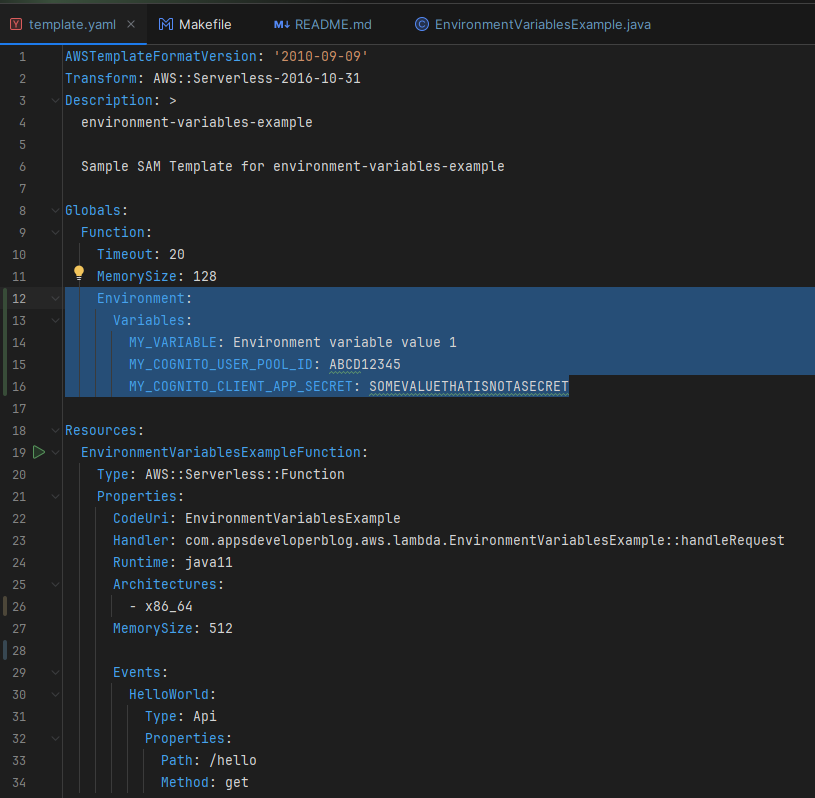 template.yaml × Makefile README.md EnvironmentVariablesExample.java
1 AWSTemplateFormatVersion: '2010-09-09'
2 Transform: AWS::Serverless-2016-10-31
3 Description: >
4   environment-variables-example
5
6   Sample SAM Template for environment-variables-example
7
8 Globals:
9   Function:
10     Timeout: 20
11     MemorySize: 128
12     Environment:
13       Variables:
14         MY_VARIABLE: Environment variable value 1
15         MY_COGNITO_USER_POOL_ID: ABCD12345
16         MY_COGNITO_CLIENT_APP_SECRET: SOMEVALUETHATISNOTASECRET
17
18 Resources:
19   EnvironmentVariablesExampleFunction:
20     Type: AWS::Serverless::Function
21     Properties:
22       CodeUri: EnvironmentVariablesExample
23       Handler: com.appsdeveloperblog.aws.lambda.EnvironmentVariablesExample::handleRequest
24       Runtime: java11
25       Architectures:
26         - x86_64
27       MemorySize: 512
28
29       Events:
30         HelloWorld:
31           Type: Api
32           Properties:
33             Path: /hello
34             Method: get